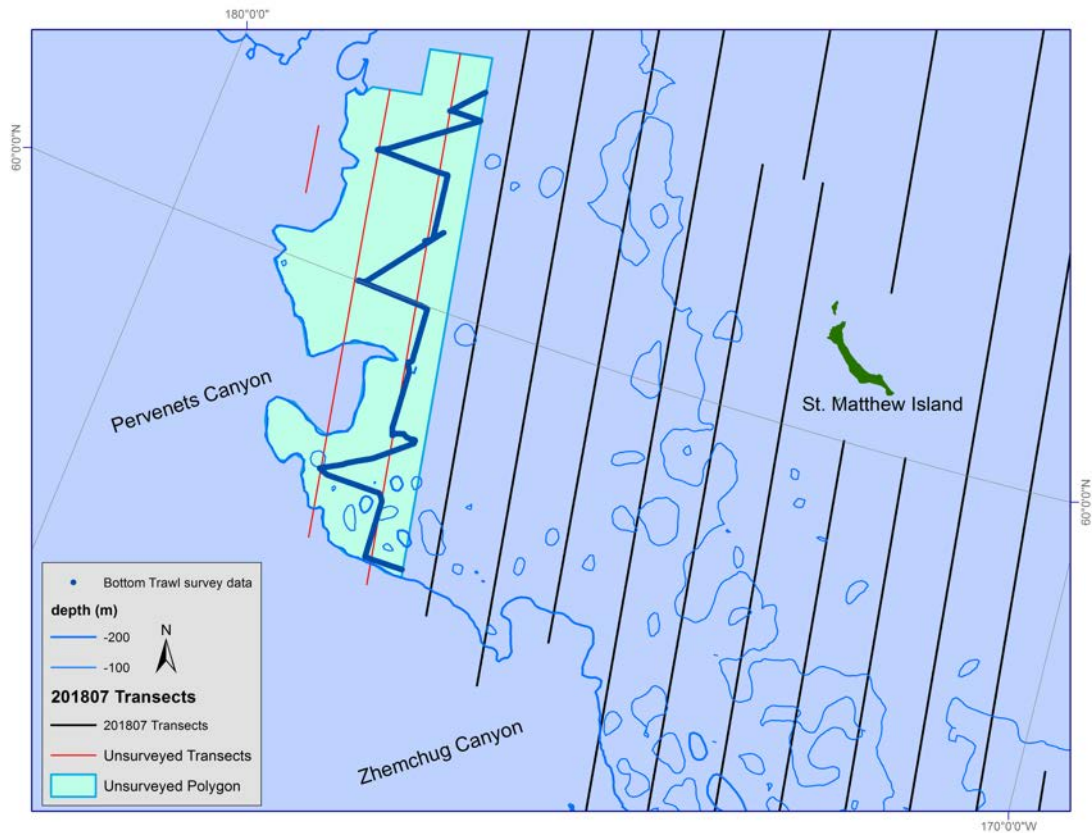 180°0'0"
60°0'0"N
St. Matthew Island
Pervenets Canyon
60°0'0"N
Bottom Trawl survey data
depth (m)
N
-200
-100
201807 Transects
201807 Transects
Unsurveyed Transects
Unsurveyed Polygon
Zhemchug Canyon
170°0'0"W